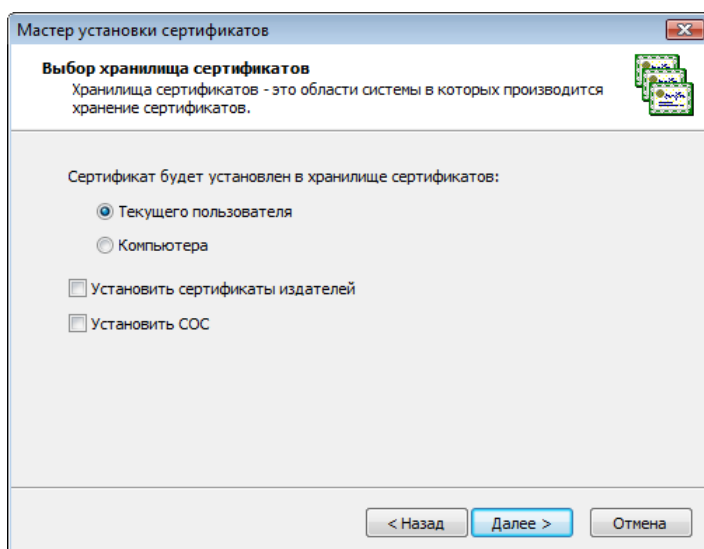 Мастер установки сертификатов
Выбор хранилища сертификатов
Хранилища сертификатов - это области системы в которых производится
хранение сертификатов.
Сертификат будет установлен в хранилище сертификатов:
Текущего пользователя
Компьютера
Установить сертификаты издателей
Установить СОС
< Назад
Далее >
Отмена